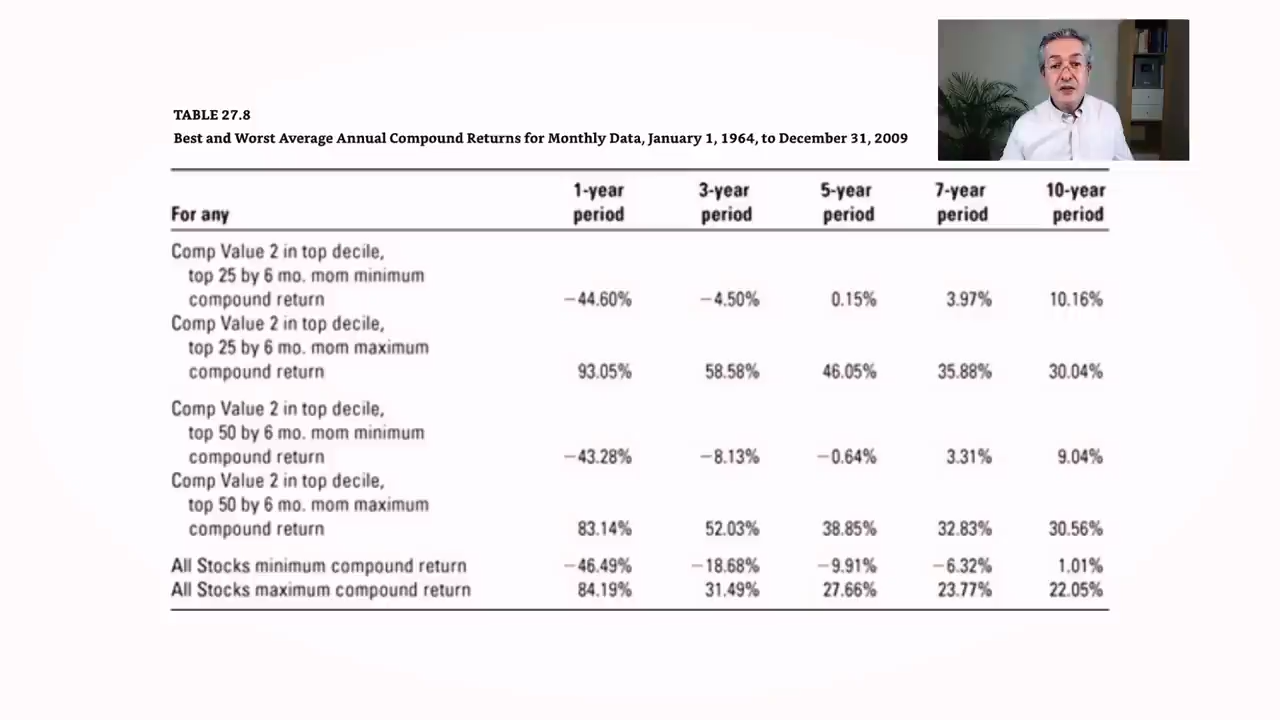 TABLE 27.8
Best and Worst Average Annual Compound Returns for Monthly Data, January 1, 1964, to December 31, 2009
1-year 3-year 5-year 7-year 10-year
For any period period period period period
Comp Value 2 in top decile,
top 25 by 6 mo. mom minimum
compound return −44.60% −4.50% 0.15% 3.97% 10.16%
Comp Value 2 in top decile,
top 25 by 6 mo. mom maximum
compound return 93.05% 58.58% 46.05% 35.88% 30.04%
Comp Value 2 in top decile,
top 50 by 6 mo. mom minimum
compound return −43.28% −8.13% −0.64% 3.31% 9.04%
Comp Value 2 in top decile,
top 50 by 6 mo. mom maximum
compound return 83.14% 52.03% 38.85% 32.83% 30.56%
All Stocks minimum compound return −46.49% −18.68% −9.91% −6.32% 1.01%
All Stocks maximum compound return 84.19% 31.49% 27.66% 23.77% 22.05%